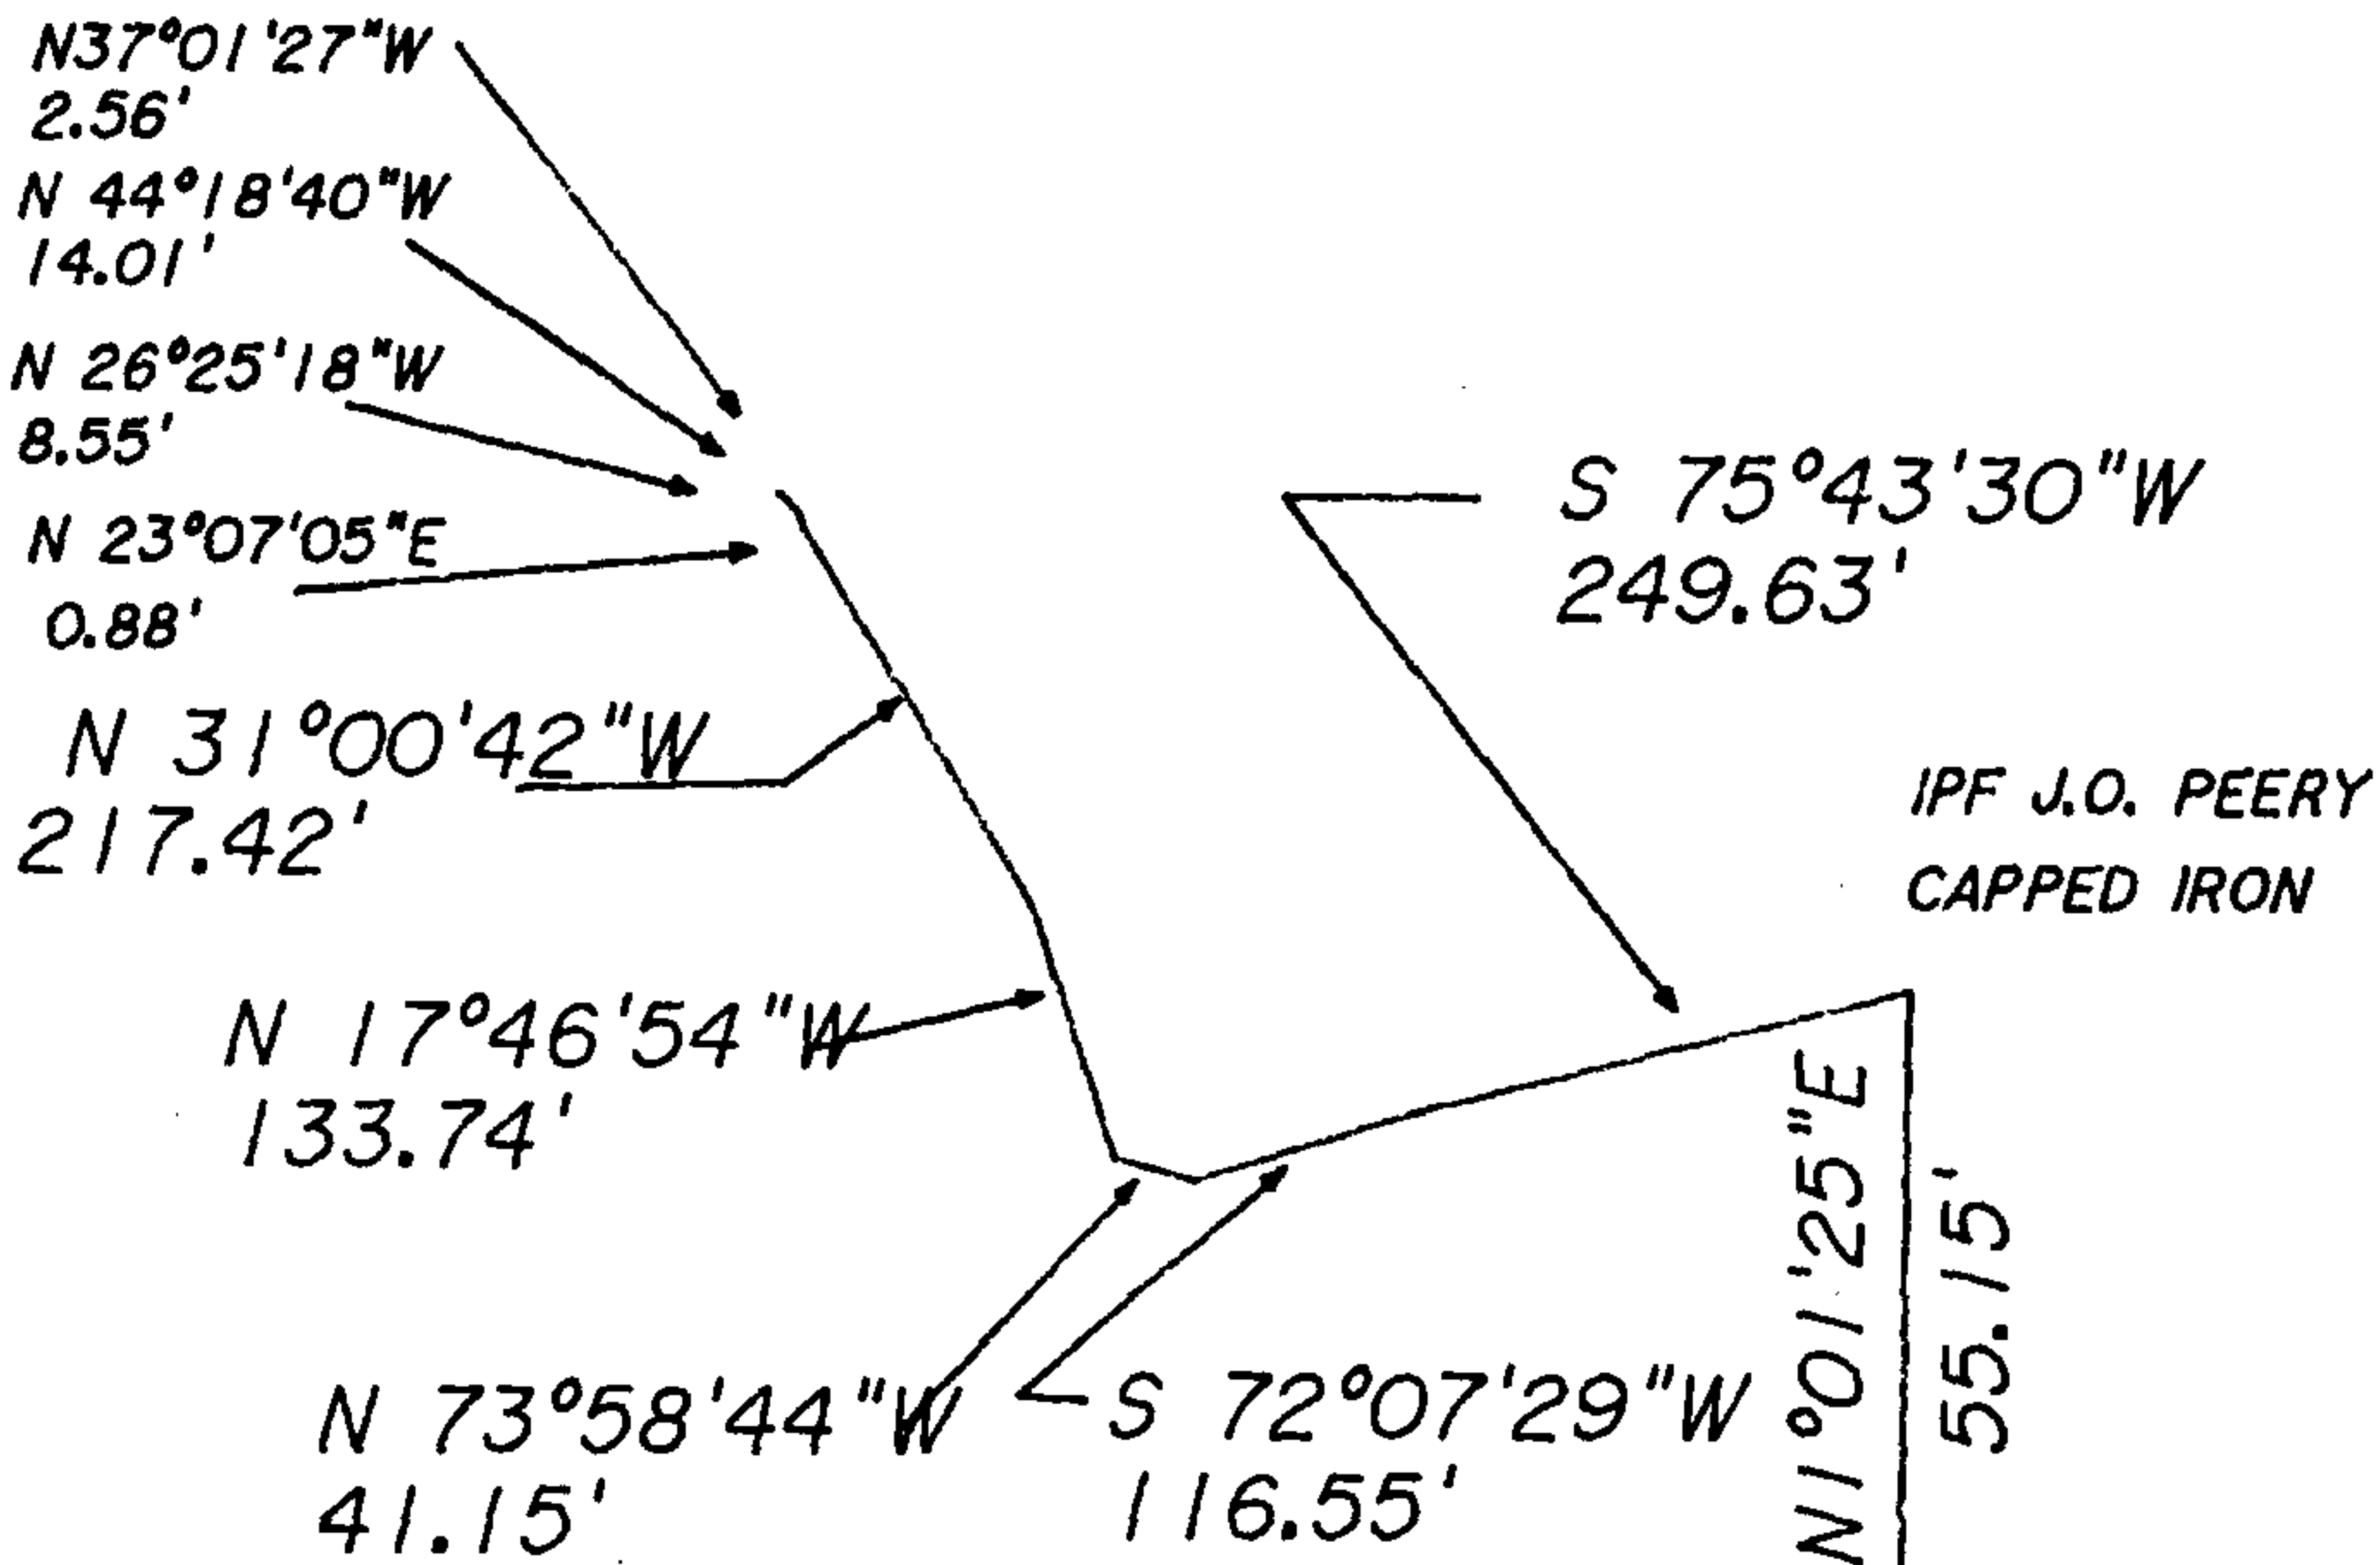 N37°01'27"W
2.56'
N 44°18'40"W
14.01'
N 26°25'18"W
8.55'
N 23°07'05"E
0.88'
S 75°43'30"W
249.63'
N 31°00'42"W
217.42'
IPF J.O. PEERY
CAPPED IRON
N 17°46'54"W
133.74'
N 73°58'44"W
41.15'
S 72°07'29"W
116.55'
N1°01'25"E
55.15'